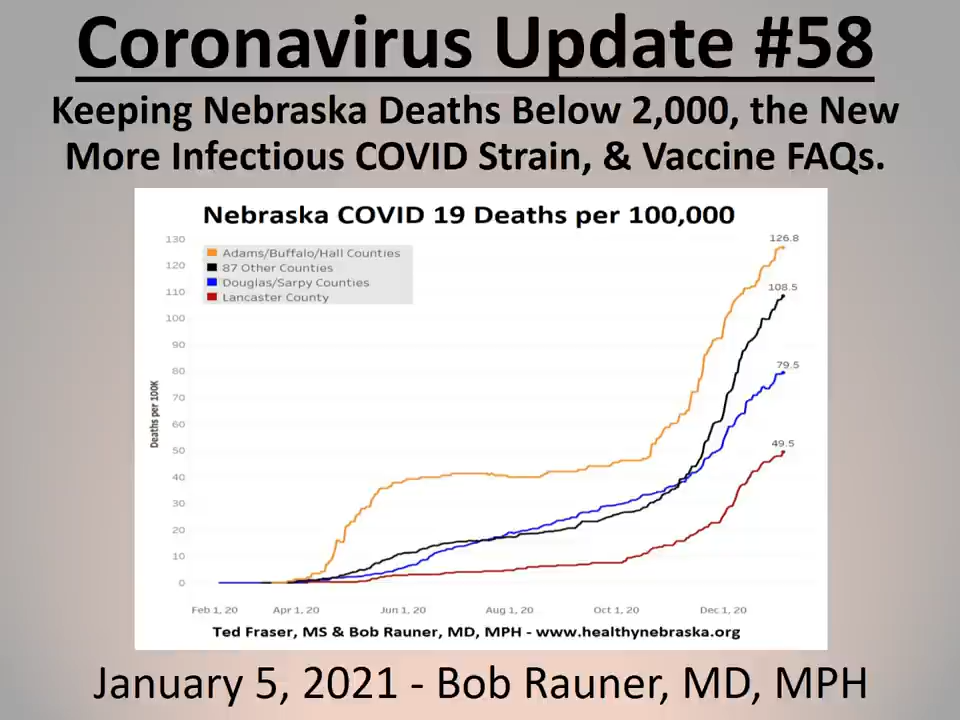 Coronavirus Update #58
Keeping Nebraska Deaths Below 2,000, the New
More Infectious COVID Strain, & Vaccine FAQs.
Nebraska COVID 19 Deaths per 100,000
130
120
110
100
90
80
70
60
50
40
30
20
10
0
Deaths per 100K
Adams/Buffalo/Hall Counties
87 Other Counties
Douglas/Sarpy Counties
Lancaster County
126.8
108.5
79.5
49.5
Feb 1, 20 Apr 1, 20 Jun 1, 20 Aug 1, 20 Oct 1, 20 Dec 1, 20
Ted Fraser, MS & Bob Rauner, MD, MPH - www.healthynebraska.org
January 5, 2021 - Bob Rauner, MD, MPH